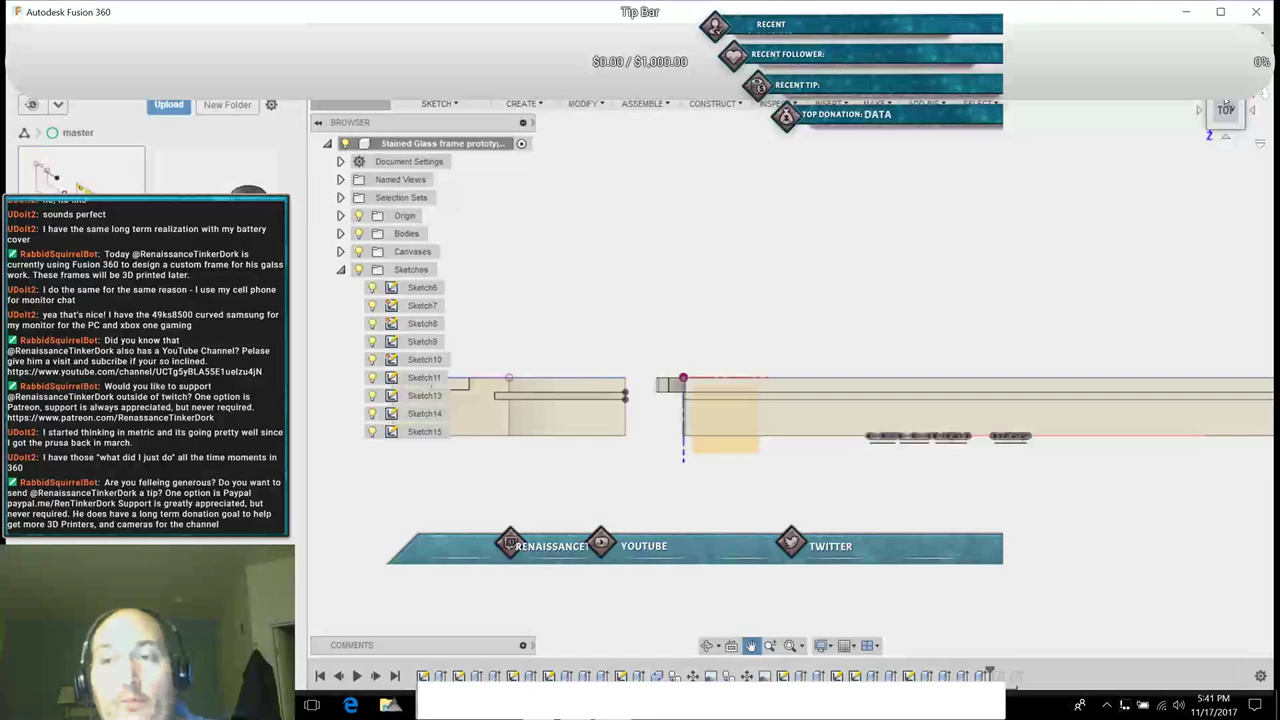 Autodesk Fusion 360
Tip Bar
RECENT
RECENT FOLLOWER:
$0.00 / $1,000.00
0%
RECENT TIP:
TOP DONATION: DATA
Upload
New Folder
SKETCH
CREATE
MODIFY
ASSEMBLE
CONSTRUCT
TOP
Z
BROWSER
master
Stained Glass frame prototyp...
Document Settings
Named Views
Selection Sets
Origin
Bodies
Canvases
Sketches
Sketch6
Sketch7
Sketch8
Sketch9
Sketch10
Sketch11
Sketch13
Sketch14
Sketch15
UDoit2: sounds perfect
UDoit2: I have the same long term realization with my battery
cover
RabbidSquirrelBot: Today @RenaissanceTinkerDork is
currently using Fusion 360 to design a custom frame for his galss
work. These frames will be 3D printed later.
UDoit2: I do the same for the same reason - I use my cell phone
for monitor chat
UDoit2: yea that's nice! I have the 49ks8500 curved samsung for
my monitor for the PC and xbox one gaming
RabbidSquirrelBot: Did you know that
@RenaissanceTinkerDork also has a YouTube Channel? Pelase
give him a visit and subcribe if your so inclined.
https://www.youtube.com/channel/UCTg5yBLA55E1uelzu4jN
RabbidSquirrelBot: Would you like to support
@RenaissanceTinkerDork outside of twitch? One option is
Patreon, support is always appreciated, but never required.
https://www.patreon.com/RenassanceTinkerDork
UDoit2: I started thinking in metric and its going pretty well since
I got the prusa back in march.
UDoit2: I have those "what did I just do" all the time moments in
360
RabbidSquirrelBot: Are you felleing generous? Do you want to
send @RenaissanceTinkerDork a tip? One option is Paypal
paypal.me/RenTinkerDork Support is greatly appreciated, but
never required. He does have a long term donation goal to help
get more 3D Printers, and cameras for the channel
RENAISSANCET
YOUTUBE
TWITTER
COMMENTS
5:41 PM
11/17/2017